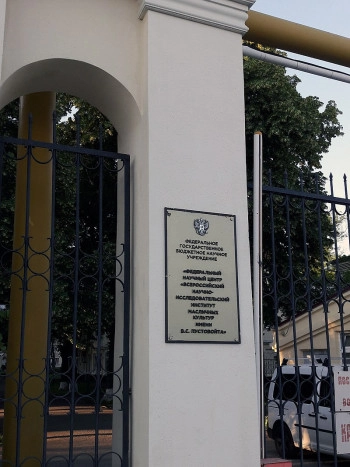 ФЕДЕРАЛЬНОЕ
ГОСУДАРСТВЕННОЕ
БЮДЖЕТНОЕ НАУЧНОЕ
УЧРЕЖДЕНИЕ
«ФЕДЕРАЛЬНЫЙ
НАУЧНЫЙ ЦЕНТР
«ВСЕРОССИЙСКИЙ
НАУЧНО-
ИССЛЕДОВАТЕЛЬСКИЙ
ИНСТИТУТ
МАСЛИЧНЫХ
КУЛЬТУР
ИМЕНИ
В.С. ПУСТОВОЙТА»